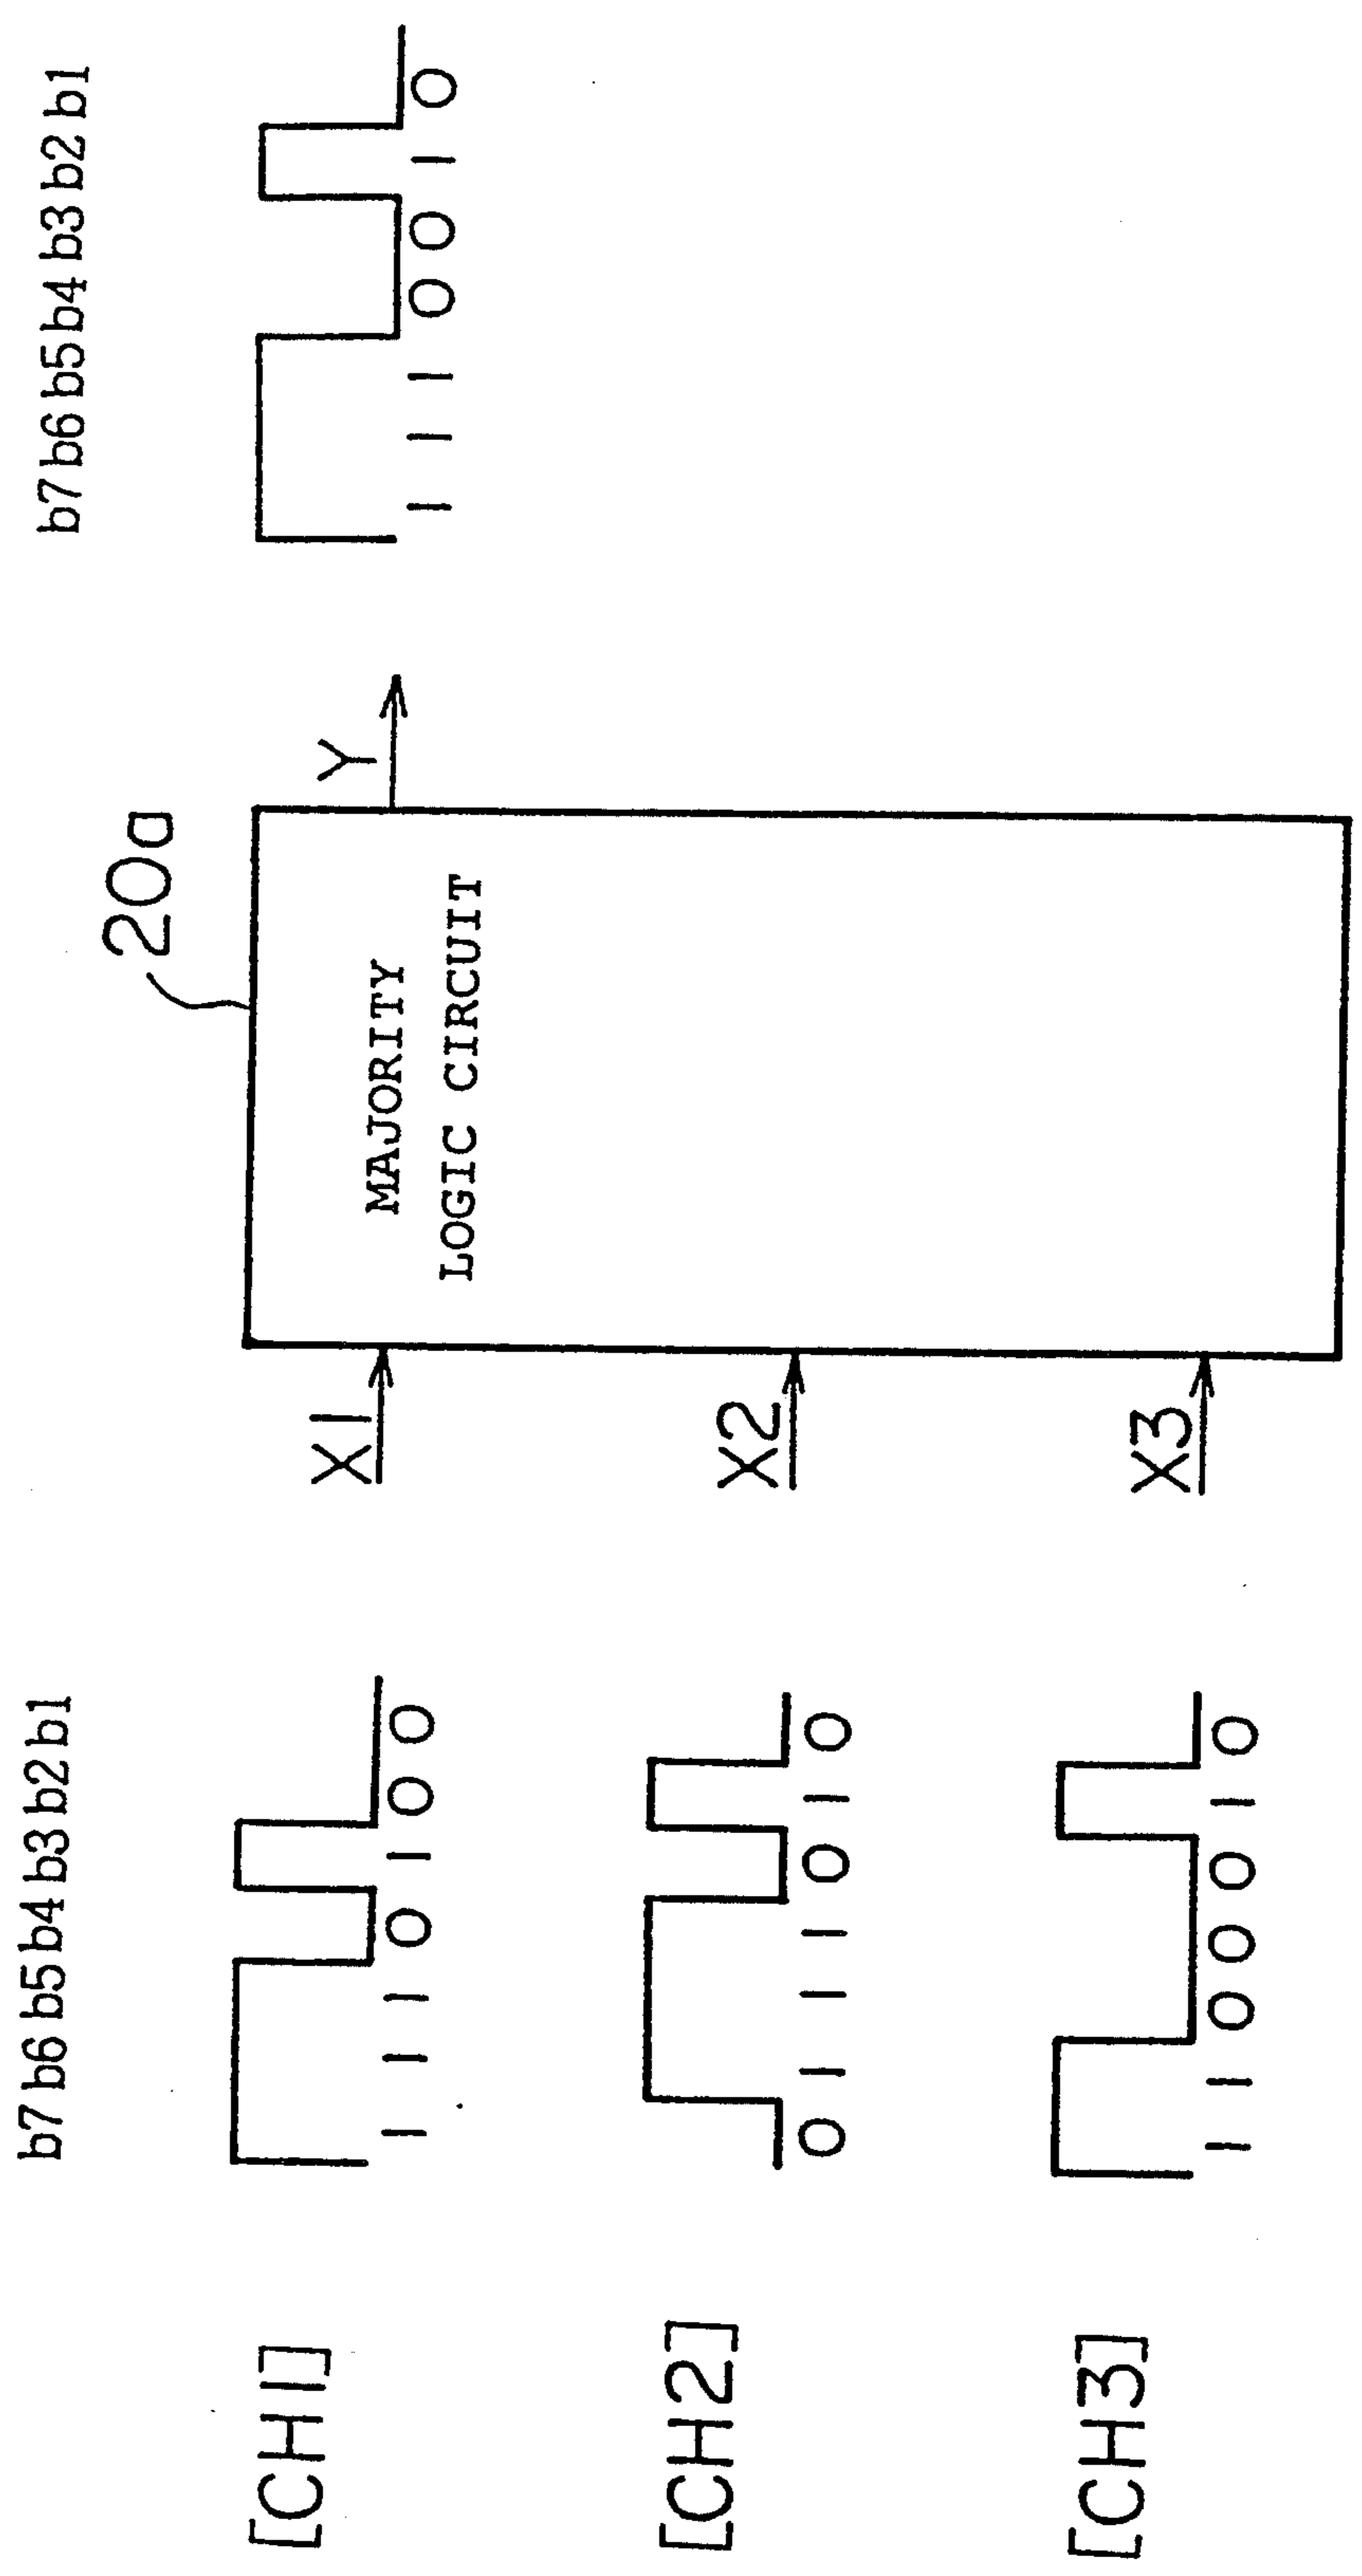 b7 b6 b5 b4 b3 b2 b1
b7 b6 b5 b4 b3 b2 b1
20a
[CH1]
1 1 1 0 1 0 0
X1
MAJORITY
LOGIC CIRCUIT
Y
1 1 1 0 0 1 0
[CH2]
0 1 1 1 0 1 0
X2
[CH3]
1 1 0 0 0 1 0
X3